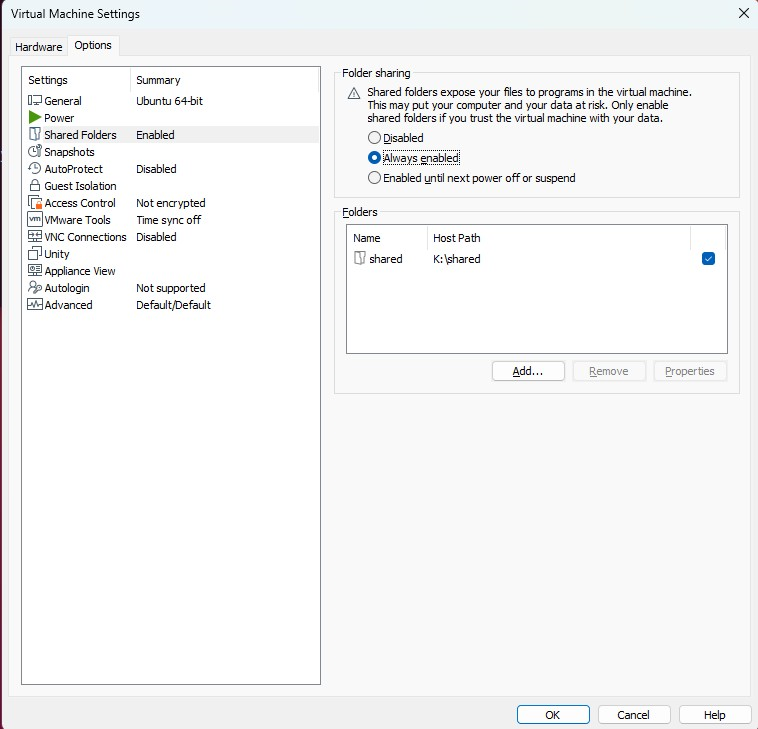 Virtual Machine Settings
Hardware Options
Settings Summary
General Ubuntu 64-bit
Power
Shared Folders Enabled
Snapshots
AutoProtect Disabled
Guest Isolation
Access Control Not encrypted
vm VMware Tools Time sync off
VNC Connections Disabled
Unity
Appliance View
Autologin Not supported
Advanced Default/Default
Folder sharing
Shared folders expose your files to programs in the virtual machine.
This may put your computer and your data at risk. Only enable
shared folders if you trust the virtual machine with your data.
Disabled
Always enabled
Enabled until next power off or suspend
Folders
Name Host Path
shared K:\shared
Add... Remove Properties
OK Cancel Help